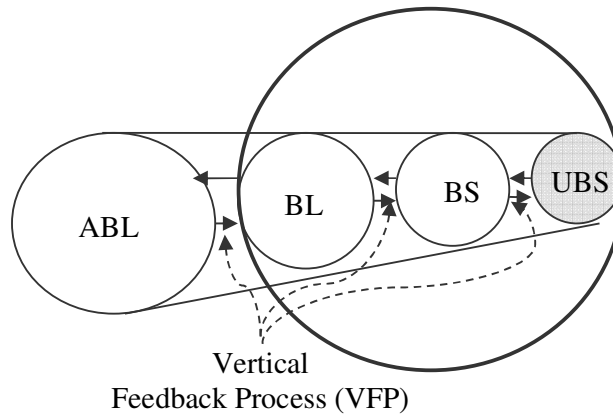 ABL
BL
BS
UBS
Vertical
Feedback Process (VFP)